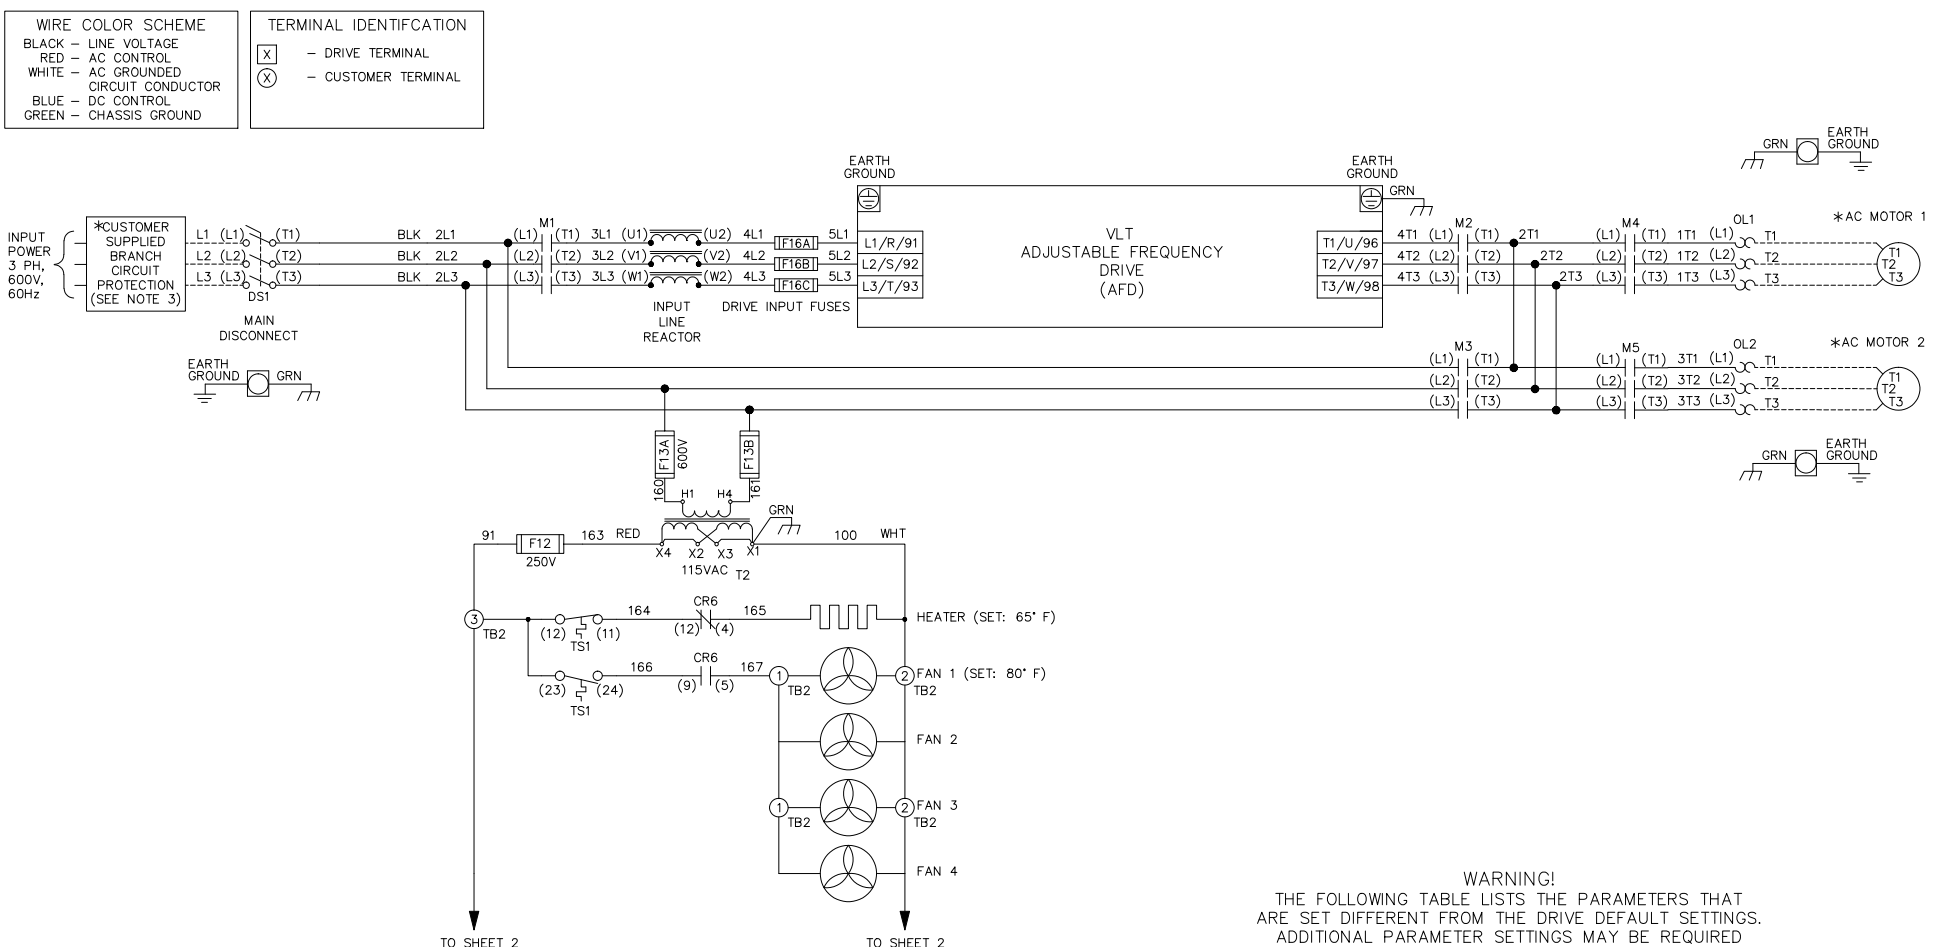 WIRE COLOR SCHEME
BLACK – LINE VOLTAGE
RED – AC CONTROL
WHITE – AC GROUNDED
CIRCUIT CONDUCTOR
BLUE – DC CONTROL
GREEN – CHASSIS GROUND
TERMINAL IDENTIFCATION
X – DRIVE TERMINAL
X – CUSTOMER TERMINAL
INPUT
POWER
3 PH,
600V,
60Hz
*CUSTOMER
SUPPLIED
BRANCH
CIRCUIT
PROTECTION
(SEE NOTE 3)
L1 (L1) (T1) BLK 2L1 (L1) M1 (T1) 3L1 (U1) (U2) 4L1 F16A 5L1 L1/R/91
L2 (L2) (T2) BLK 2L2 (L2) (T2) 3L2 (V1) (V2) 4L2 F16B 5L2 L2/S/92
L3 (L3) (T3) BLK 2L3 (L3) (T3) 3L3 (W1) (W2) 4L3 F16C 5L3 L3/T/93
DS1
MAIN
DISCONNECT
INPUT
LINE
REACTOR
DRIVE INPUT FUSES
EARTH
GROUND
VLT
ADJUSTABLE FREQUENCY
DRIVE
(AFD)
EARTH
GROUND
GRN
GRN
EARTH
GROUND
T1/U/96 4T1 (L1) M2 (T1) 2T1 (L1) M4 (T1) 1T1 (L1) OL1 T1
T2/V/97 4T2 (L2) (T2) 2T2 (L2) (T2) 1T2 (L2) T2
T3/W/98 4T3 (L3) (T3) 2T3 (L3) (T3) 1T3 (L3) T3
*AC MOTOR 1
T1
T2
T3
EARTH
GROUND
GRN
(L1) M3 (T1) (L1) M5 (T1) 3T1 (L1) OL2 T1
(L2) (T2) (L2) (T2) 3T2 (L2) T2
(L3) (T3) (L3) (T3) 3T3 (L3) T3
*AC MOTOR 2
T1
T2
T3
GRN
EARTH
GROUND
F13A
600V
F13B
160
161
H1 H4
GRN
91 F12 163 RED
250V
X4 X2 X3 X1
115VAC T2
100 WHT
3
TB2
(12) (11)
TS1
164
CR6
(12) (4)
165
HEATER (SET: 65° F)
(23) (24)
TS1
166
CR6
(9) (5)
167
1
TB2
2
TB2
FAN 1 (SET: 80° F)
FAN 2
1
TB2
2
TB2
FAN 3
FAN 4
TO SHEET 2
TO SHEET 2
WARNING!
THE FOLLOWING TABLE LISTS THE PARAMETERS THAT
ARE SET DIFFERENT FROM THE DRIVE DEFAULT SETTINGS.
ADDITIONAL PARAMETER SETTINGS MAY BE REQUIRED